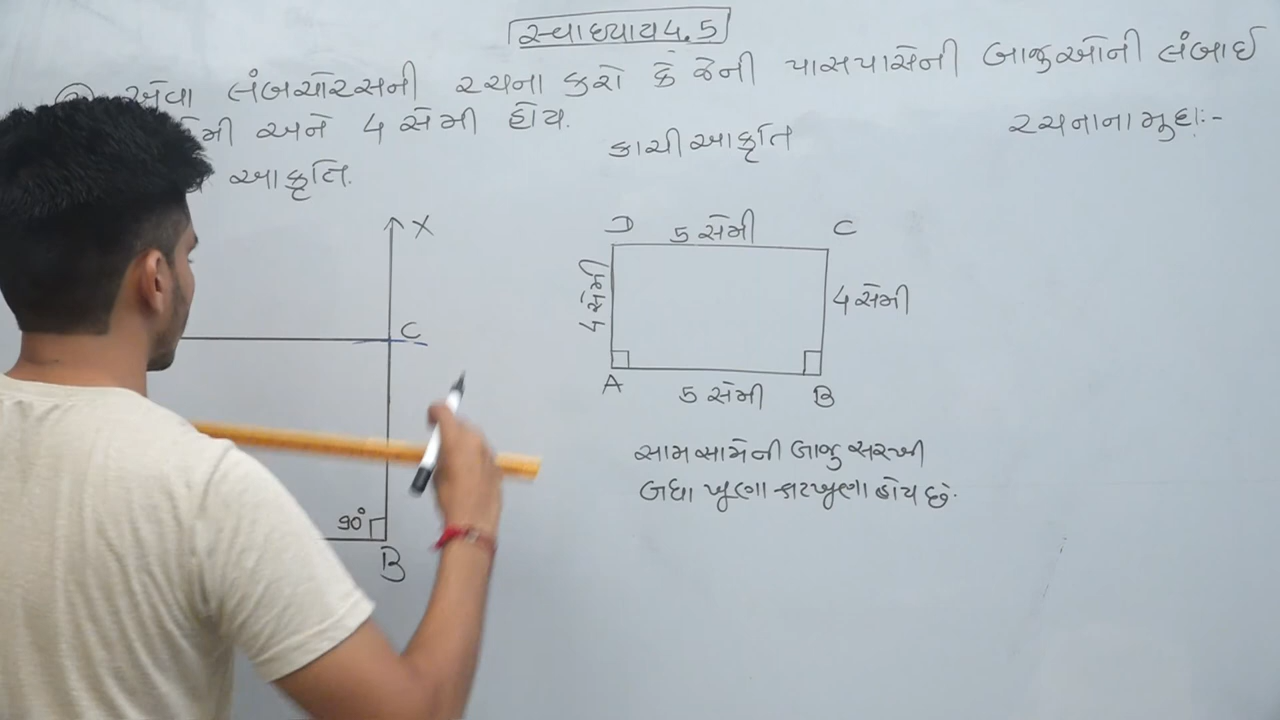 સ્વાધ્યાય 4.5
એવા લંબચોરસની રચના કરો કે જેની પાસપાસેની બાજુઓની લંબાઈ
અને 4 સેમી હોય.
રચનાના મુદ્દા:-
કાચી આકૃતિ
આકૃતિ.
X
C
90°
B
D 5 સેમી C
4 સેમી
4 સેમી
A 5 સેમી B
સામસામેની બાજુ સરખી
બધા ખૂણા કાટખૂણા હોય છે.